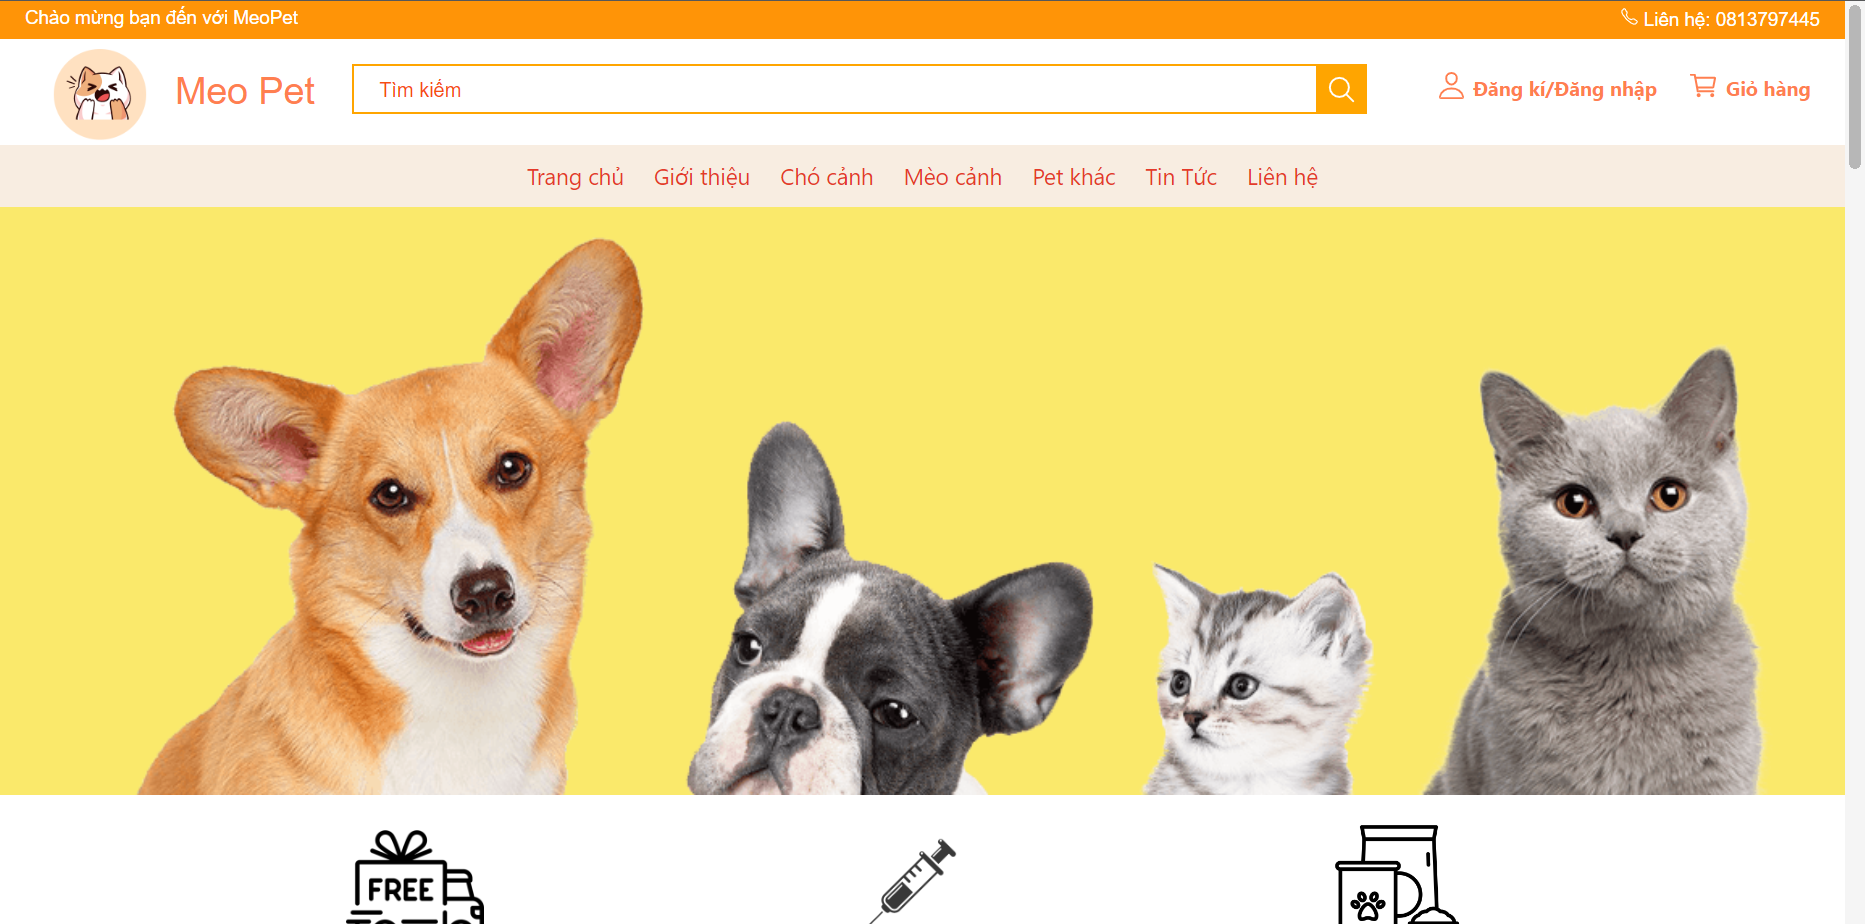 Chào mừng bạn đến với MeoPet
Liên hệ: 0813797445
Meo Pet
Tìm kiếm
Đăng kí/Đăng nhập
Giỏ hàng
Trang chủ Giới thiệu Chó cảnh Mèo cảnh Pet khác Tin Tức Liên hệ
FREE